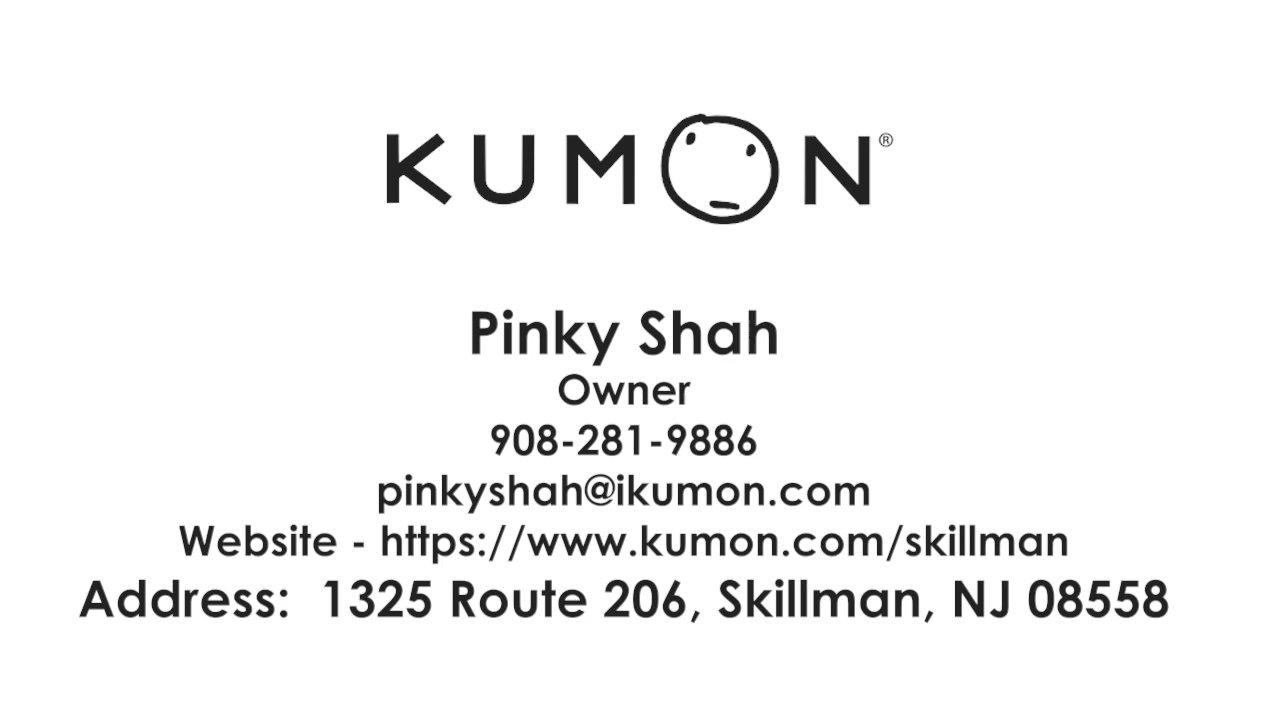 KUMON®
Pinky Shah
Owner
908-281-9886
pinkyshah@ikumon.com
Website - https://www.kumon.com/skillman
Address:  1325 Route 206, Skillman, NJ 08558